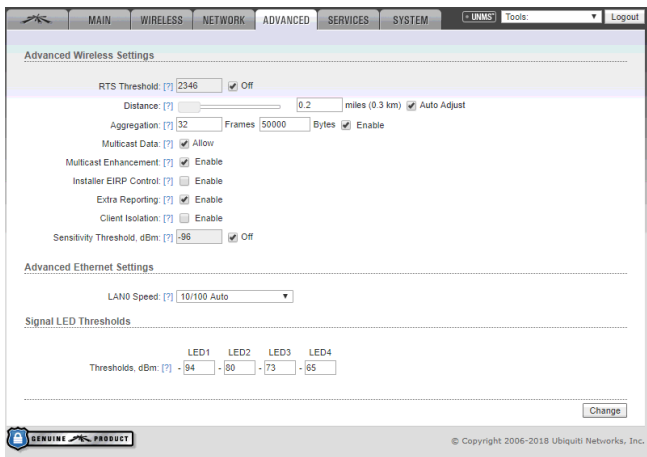 MAIN WIRELESS NETWORK ADVANCED SERVICES SYSTEM UNMS Tools: Logout
Advanced Wireless Settings
RTS Threshold: [?] 2346 Off
Distance: [?] 0.2 miles (0.3 km) Auto Adjust
Aggregation: [?] 32 Frames 50000 Bytes Enable
Multicast Data: [?] Allow
Multicast Enhancement: [?] Enable
Installer EIRP Control: [?] Enable
Extra Reporting: [?] Enable
Client Isolation: [?] Enable
Sensitivity Threshold, dBm: [?] -96 Off
Advanced Ethernet Settings
LAN0 Speed: [?] 10/100 Auto
Signal LED Thresholds
LED1 LED2 LED3 LED4
Thresholds, dBm: [?] - 94 - 80 - 73 - 65
Change
GENUINE PRODUCT © Copyright 2006-2018 Ubiquiti Networks, Inc.